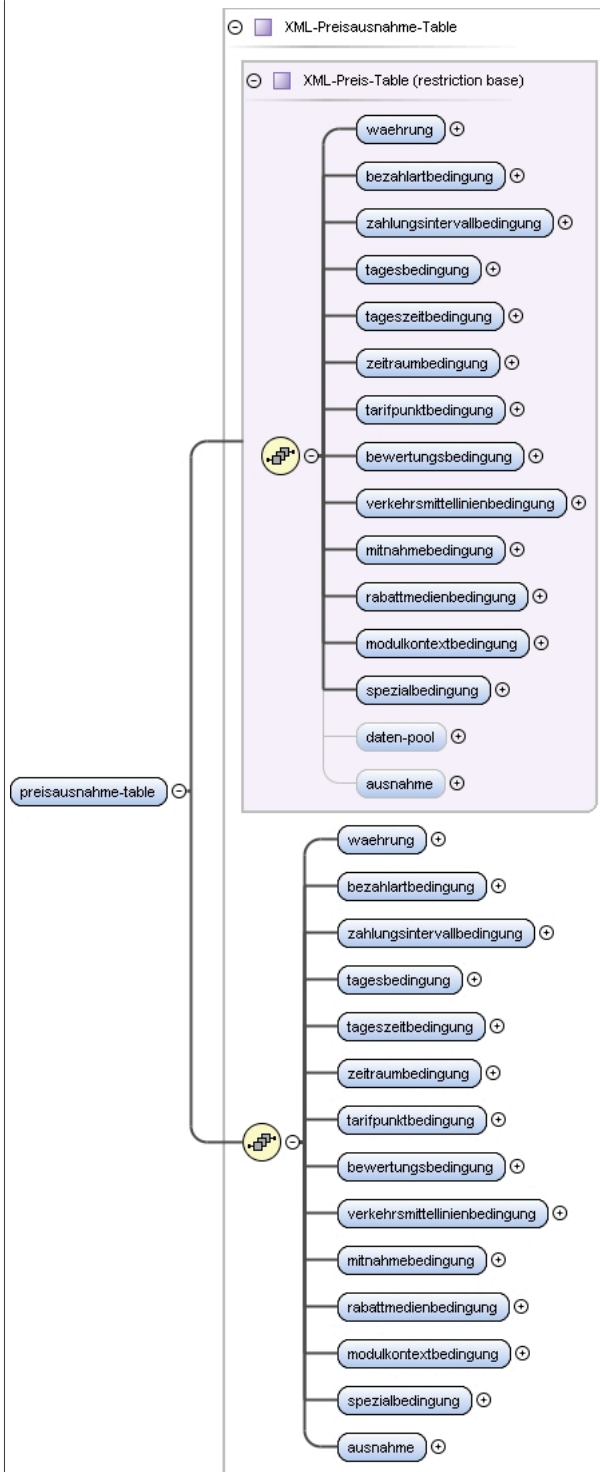 XML-Preisausnahme-Table
XML-Preis-Table (restriction base)
waehrung
bezahlartbedingung
zahlungsintervallbedingung
tagesbedingung
tageszeitbedingung
zeitraumbedingung
tarifpunktbedingung
bewertungsbedingung
verkehrsmittellinienbedingung
mitnahmebedingung
rabattmedienbedingung
modulkontextbedingung
spezialbedingung
daten-pool
ausnahme
preisausnahme-table
waehrung
bezahlartbedingung
zahlungsintervallbedingung
tagesbedingung
tageszeitbedingung
zeitraumbedingung
tarifpunktbedingung
bewertungsbedingung
verkehrsmittellinienbedingung
mitnahmebedingung
rabattmedienbedingung
modulkontextbedingung
spezialbedingung
ausnahme